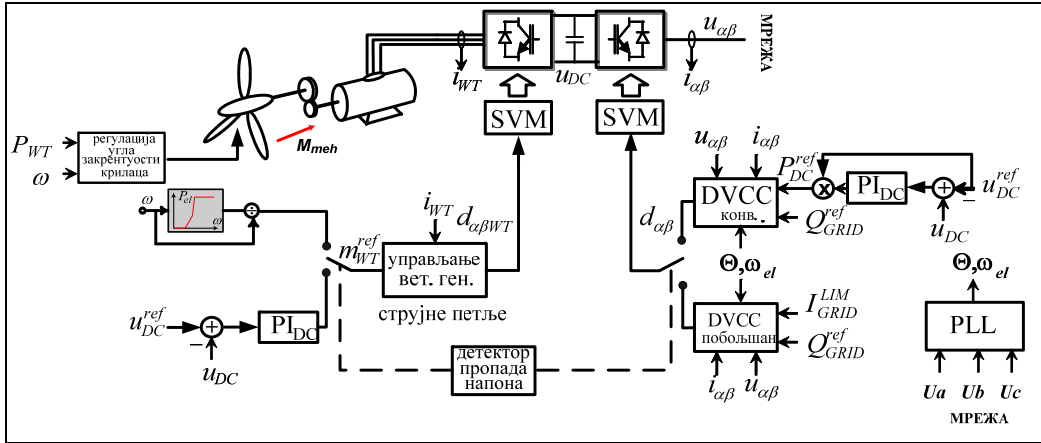 u_αβ
МРЕЖА
i_WT
u_DC
i_αβ
SVM
SVM
M_meh
P_WT
ω
регулација
угла
закрентуости
крилаца
u_αβ
i_αβ
P_DC^ref
DVCC
конв..
x
PI_DC
+
−
u_DC^ref
Q_GRID^ref
u_DC
ω
P_el
ω
÷
i_WT
d_αβWT
d_αβ
m_WT^ref
управљање
вет. ген.
струјне петље
Θ,ω_el
Θ,ω_el
u_DC^ref
+
−
PI_DC
u_DC
DVCC
побољшан
I_GRID^LIM
Q_GRID^ref
i_αβ
u_αβ
PLL
детектор
пропада
напона
Ua
Ub
Uc
МРЕЖА